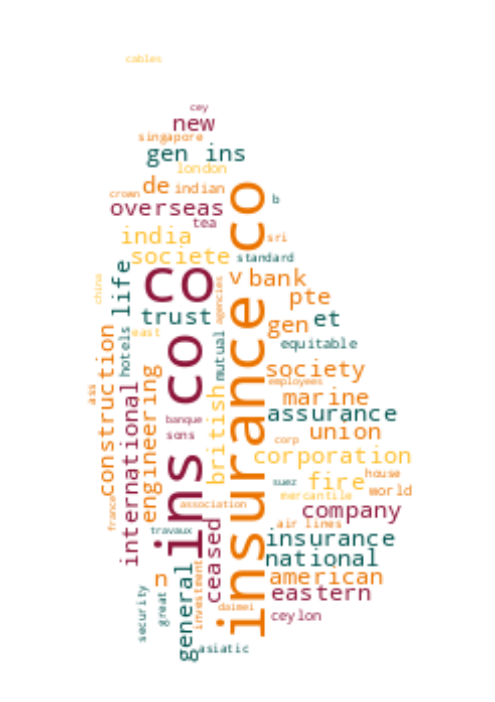 cables
cey
new
singapore
gen ins
london
de
indian
crown
b
overseas
tea
india
sri
societe
standard
co
v
bank
china
life
agencies
pte
trust
gen
et
east
hotels
mutual
equitable
construction
society
employees
ass
engineering
british
marine
international
assurance
banque
sons
union
corp
insurance co
ins co
corporation
suez
fire
house
mercantile
world
association
company
france
air lines
travaux
ceased
insurance
national
n
american
investment
eastern
security
great
general
daimei
ceylon
asiatic